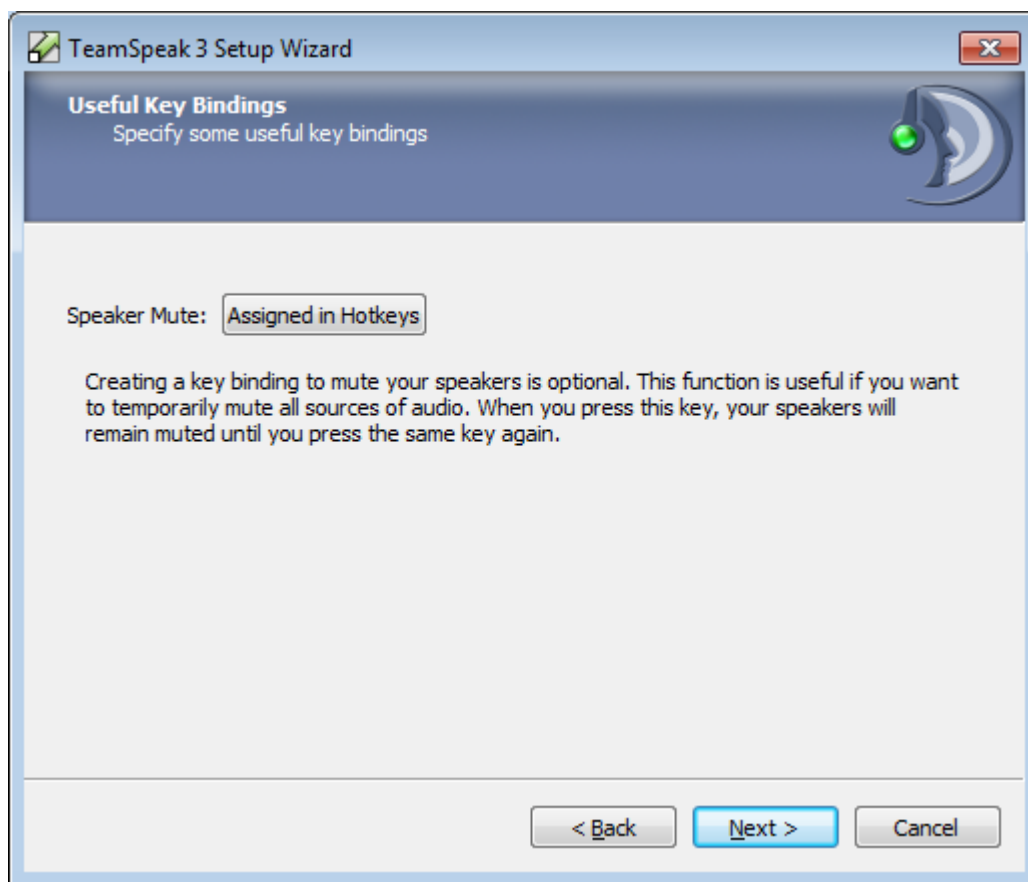 TeamSpeak 3 Setup Wizard
Useful Key Bindings
Specify some useful key bindings
Speaker Mute: Assigned in Hotkeys
Creating a key binding to mute your speakers is optional. This function is useful if you want
to temporarily mute all sources of audio. When you press this key, your speakers will
remain muted until you press the same key again.
< Back Next > Cancel